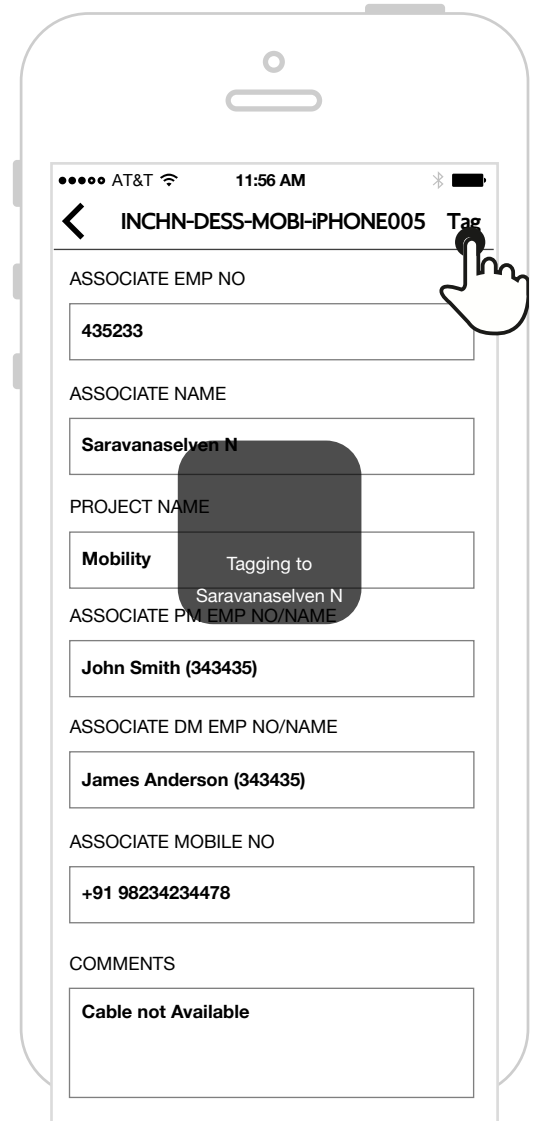 AT&T 11:56 AM
INCHN-DESS-MOBI-iPHONE005 Tag
ASSOCIATE EMP NO
435233
ASSOCIATE NAME
Saravanaselven N
PROJECT NAME
Mobility
Tagging to
Saravanaselven N
ASSOCIATE PM EMP NO/NAME
John Smith (343435)
ASSOCIATE DM EMP NO/NAME
James Anderson (343435)
ASSOCIATE MOBILE NO
+91 98234234478
COMMENTS
Cable not Available